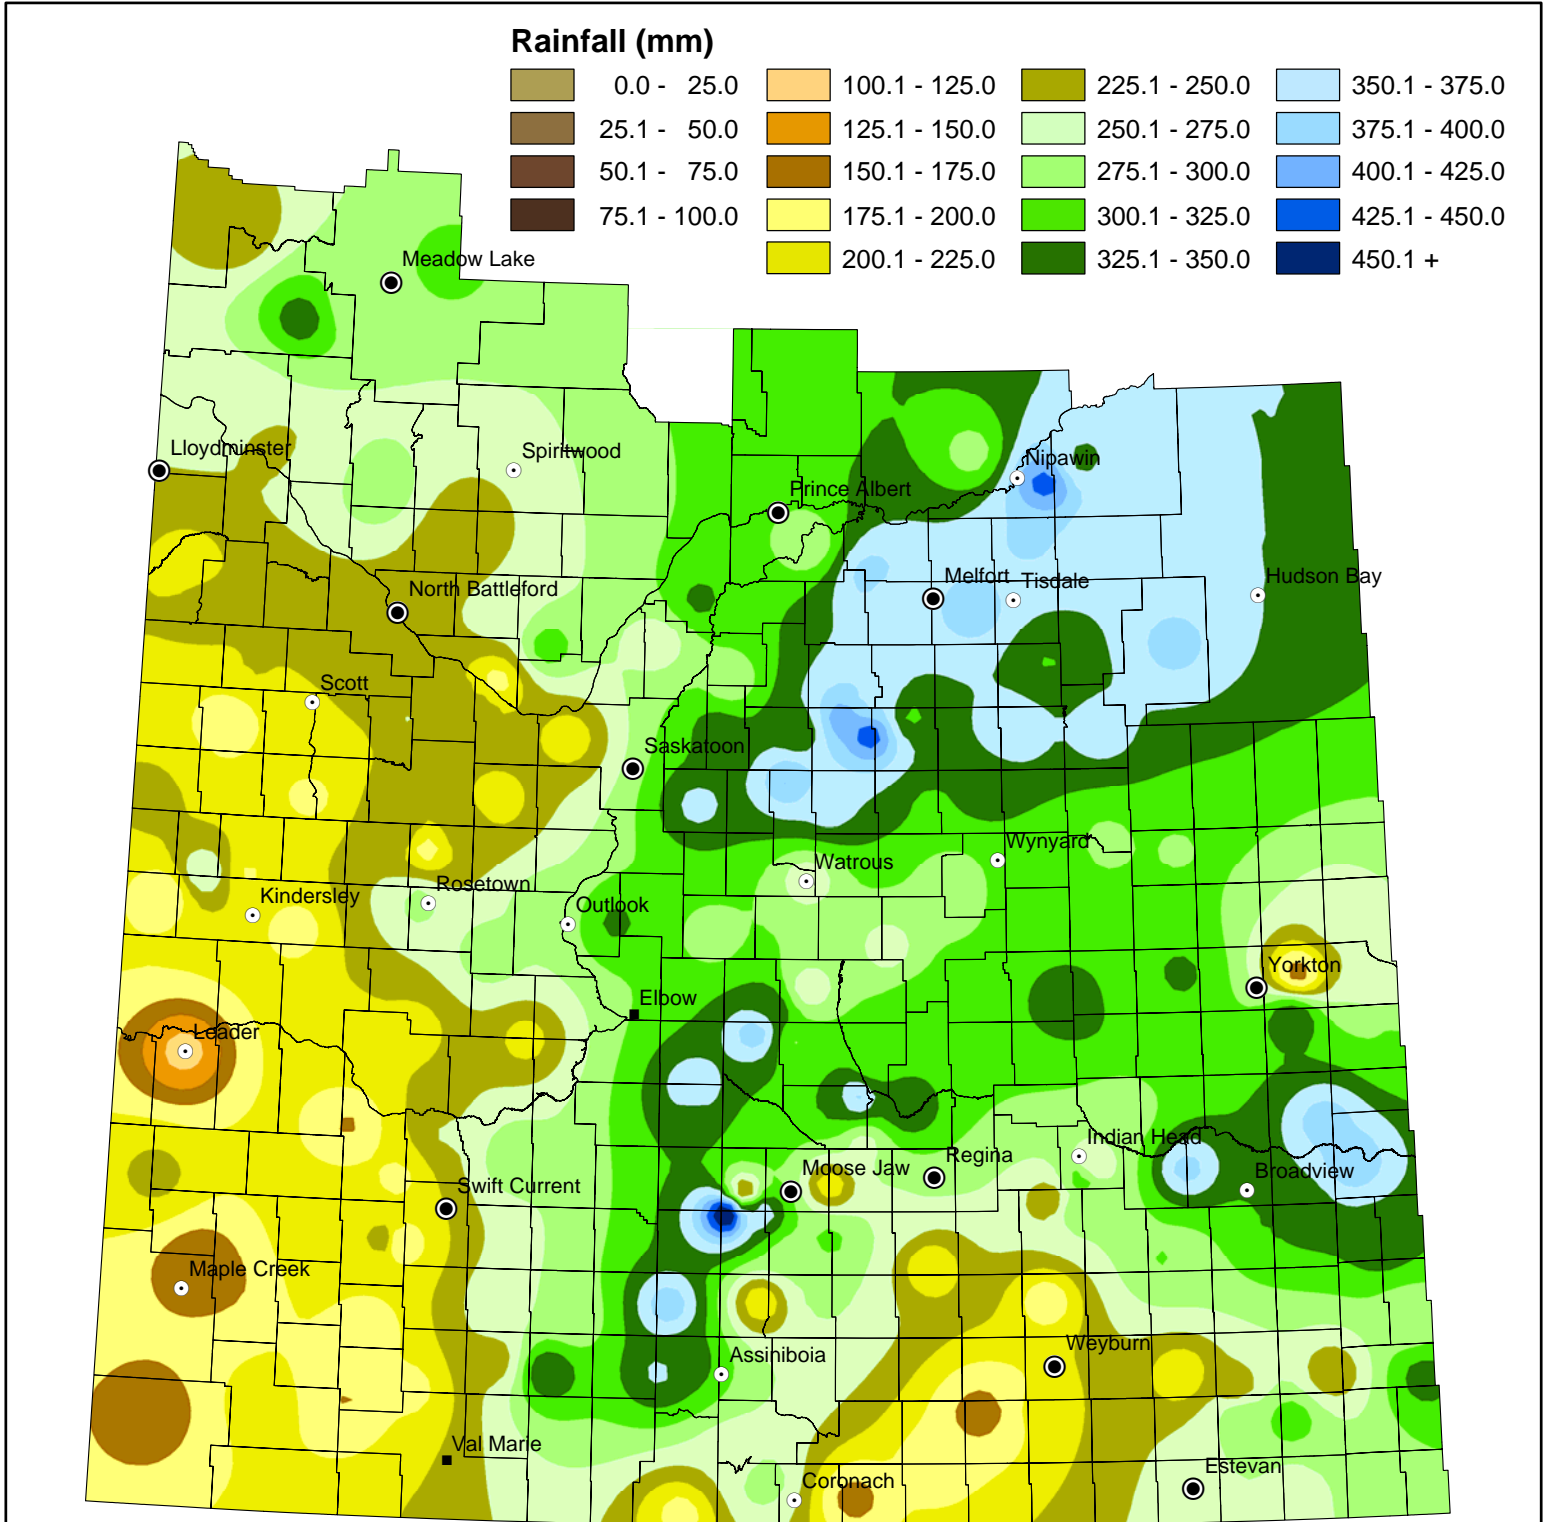 Rainfall (mm)
0.0 - 25.0
25.1 - 50.0
50.1 - 75.0
75.1 - 100.0
100.1 - 125.0
125.1 - 150.0
150.1 - 175.0
175.1 - 200.0
200.1 - 225.0
225.1 - 250.0
250.1 - 275.0
275.1 - 300.0
300.1 - 325.0
325.1 - 350.0
350.1 - 375.0
375.1 - 400.0
400.1 - 425.0
425.1 - 450.0
450.1 +
Meadow Lake
Lloydminster
Spiritwood
Nipawin
Prince Albert
North Battleford
Melfort
Tisdale
Hudson Bay
Scott
Saskatoon
Watrous
Wynyard
Kindersley
Rosetown
Outlook
Yorkton
Elbow
Leader
Indian Head
Moose Jaw
Regina
Broadview
Swift Current
Maple Creek
Assiniboia
Weyburn
Val Marie
Coronach
Estevan